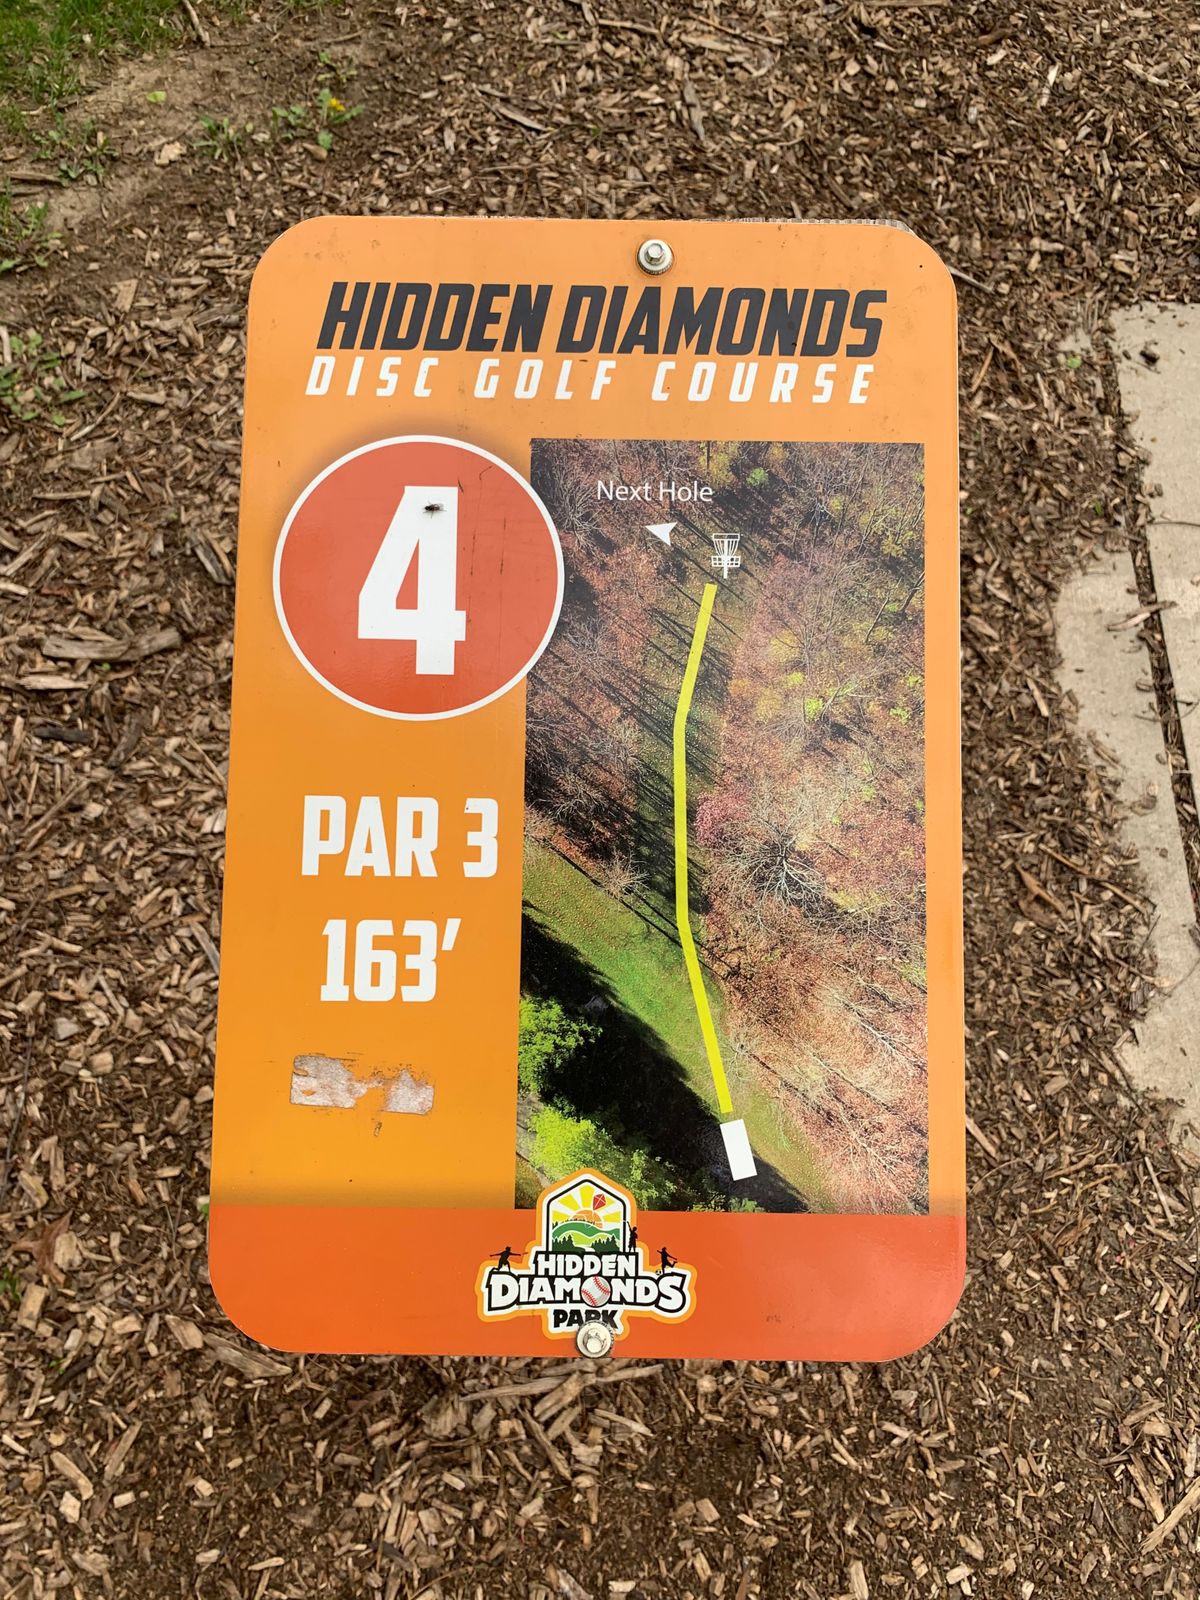 HIDDEN DIAMONDS
DISC GOLF COURSE
4
Next Hole
PAR 3
163'
HIDDEN
DIAMONDS
PARK